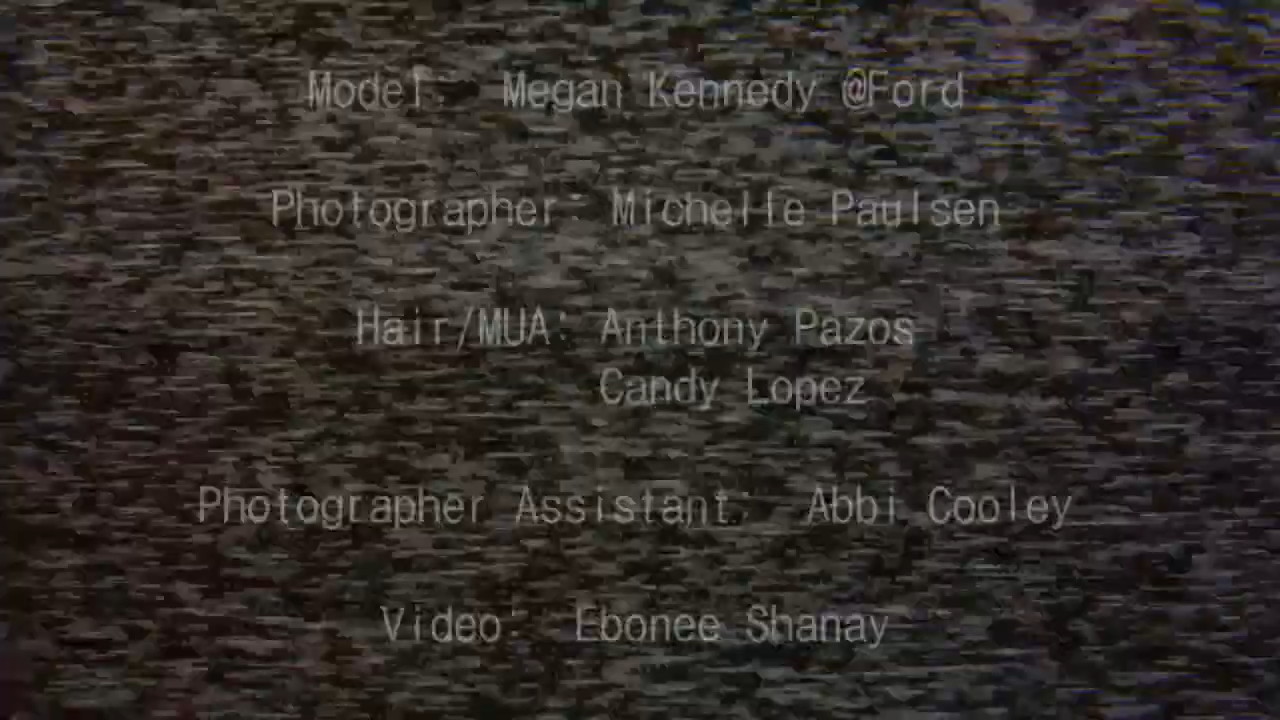 Model:  Megan Kennedy @Ford
Photographer: Michelle Paulsen
Hair/MUA: Anthony Pazos
Candy Lopez
Photographer Assistant:  Abbi Cooley
Video:  Ebonee Shanay